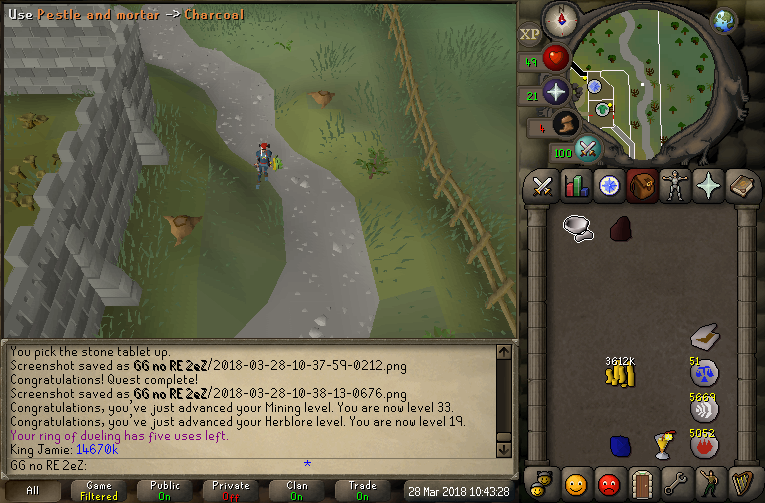 Use Pestle and mortar -> Charcoal
XP
49
21
4
100
3612k
51
5669
5052
You pick the stone tablet up.
Screenshot saved as GG no RE 2eZ/2018-03-28-10-37-59-0212.png
Congratulations! Quest complete!
Screenshot saved as GG no RE 2eZ/2018-03-28-10-38-13-0676.png
Congratulations, you've just advanced your Mining level. You are now level 33.
Congratulations, you've just advanced your Herblore level. You are now level 19.
Your ring of dueling has five uses left.
King Jamie: 14670k
GG no RE 2eZ: *
All
Game
Filtered
Public
On
Private
Off
Clan
On
Trade
On
28 Mar 2018 10:43:28